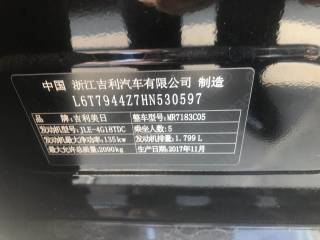 中国 浙江吉利汽车有限公司 制造
L6T7944Z7HN530597
品牌:吉利美日 整车型号:MR7183C05
发动机型号:JLE-4G18TDC 乘坐人数:5
发动机最大净功率:135kw 发动机排量:1.799L
最大允许总质量:2090kg 生产日期:2017年11月